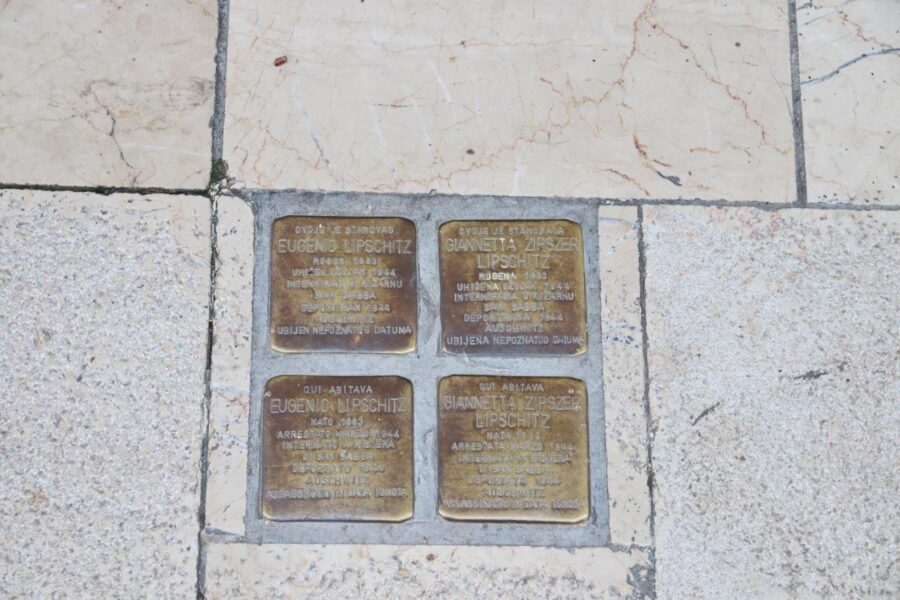 OVDJE JE STANOVAO
EUGENIO LIPSCHITZ
ROĐEN 1883
UHIĆEN OŽUJAK 1944
INTERNIRAN U RIŽARNU
SAN SABBA
DEPORTIRAN 1944
AUSCHWITZ
UBIJEN NEPOZNATOG DATUMA
OVDJE JE STANOVALA
GIANNETTA ZIPSZER
LIPSCHITZ
ROĐENA
UHIĆENA OŽUJAK 1944
INTERNIRANA U RIŽARNU
SAN SABBA
DEPORTIRANA 1944
AUSCHWITZ
UBIJENA NEPOZNATOG DATUMA
QUI ABITAVA
EUGENIO LIPSCHITZ
NATO 1883
ARRESTATO MARZO 1944
INTERNATO A RISIERA
DI SAN SABBA
DEPORTATO 1944
AUSCHWITZ
ASSASSINATO IN DATA IGNOTA
QUI ABITAVA
GIANNETTA ZIPSZER
LIPSCHITZ
NATA
ARRESTATA MARZO 1944
INTERNATA A RISIERA
DI SAN SABBA
DEPORTATA 1944
AUSCHWITZ
ASSASSINATA IN DATA IGNOTA